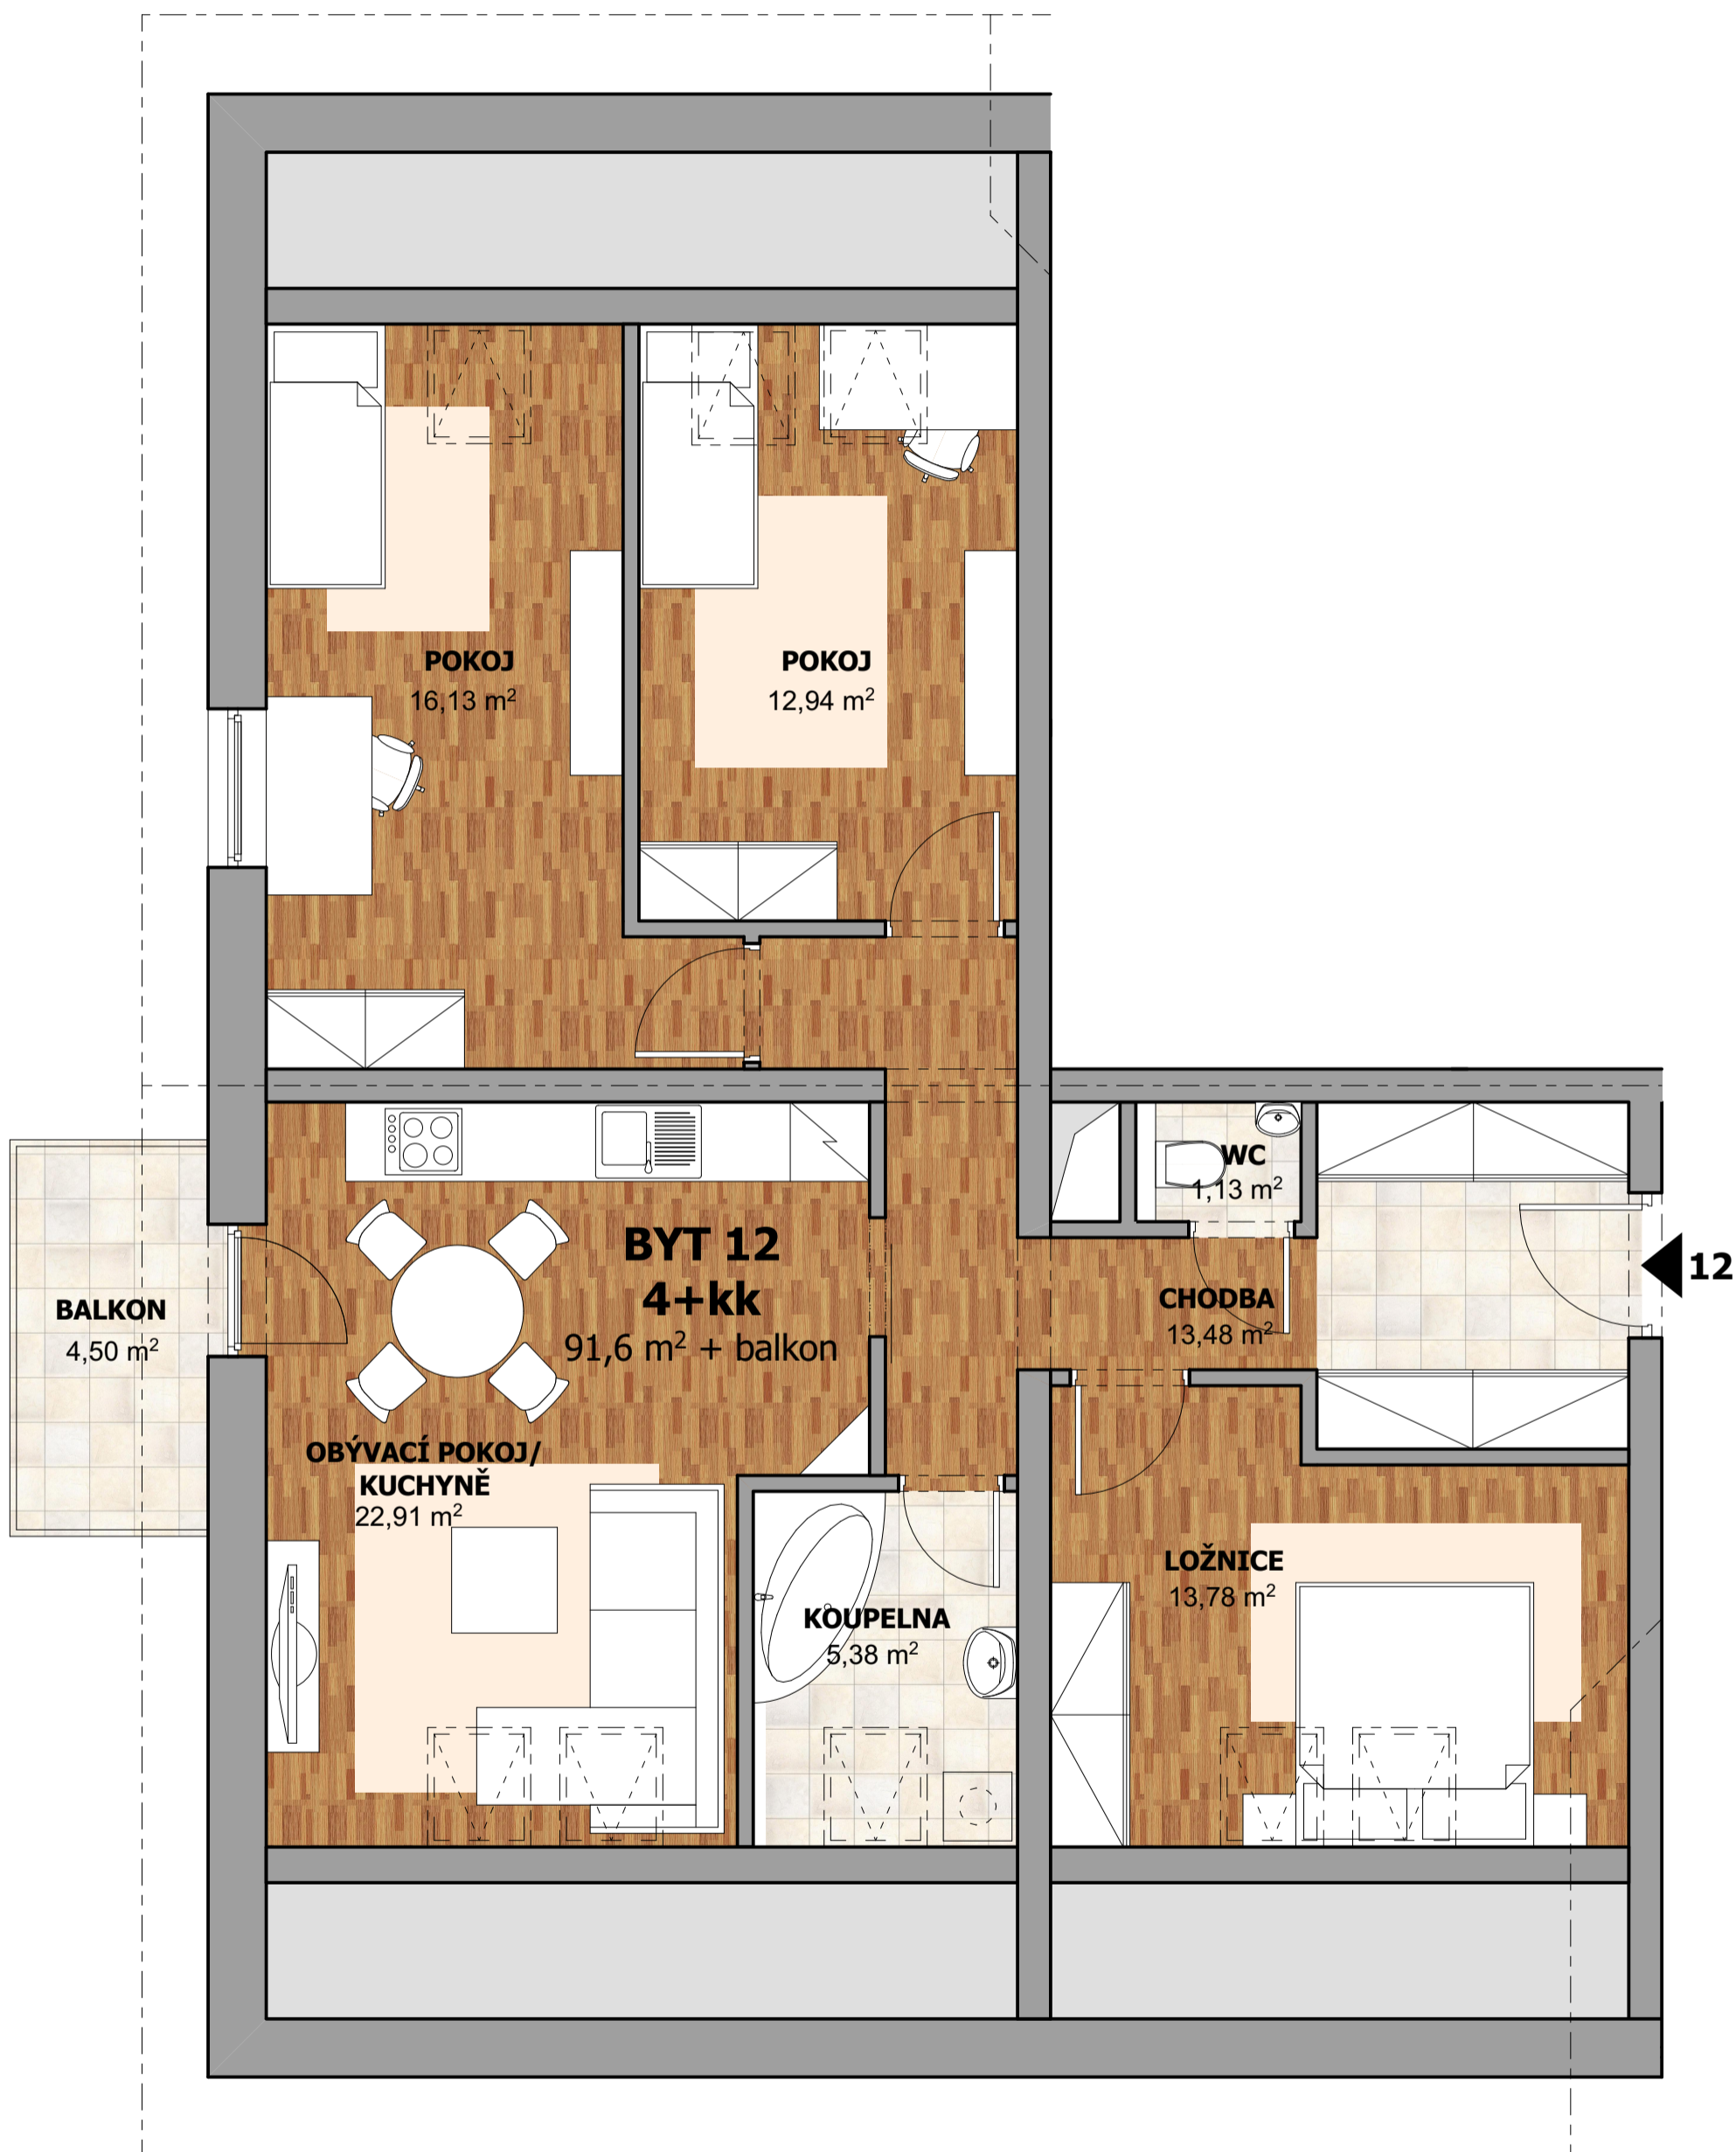 POKOJ
16,13 m²
POKOJ
12,94 m²
WC
1,13 m²
BYT 12
4+kk
91,6 m² + balkon
12
CHODBA
13,48 m²
BALKON
4,50 m²
OBÝVACÍ POKOJ/
KUCHYNĚ
22,91 m²
LOŽNICE
13,78 m²
KOUPELNA
5,38 m²